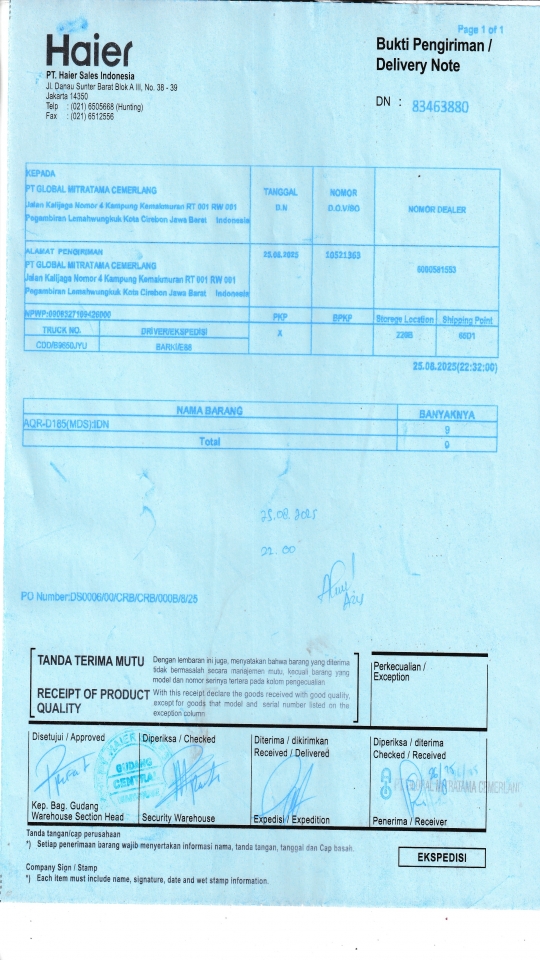 Page 1 of 1
Haier
Bukti Pengiriman /
Delivery Note
PT. Haier Sales Indonesia
Jl. Danau Sunter Barat Blok A III, No. 38 - 39
Jakarta 14350
Telp : (021) 6505668 (Hunting)
Fax : (021) 6512556
DN : 83463880
KEPADA
PT GLOBAL MITRATAMA CEMERLANG
Jalan Kalijaga Nomor 4 Kampung Kemakmuran RT 001 RW 001
Pegambiran Lemahwungkuk Kota Cirebon Jawa Barat Indonesia
TANGGAL
D.N
NOMOR
D.O.V/BO
NOMOR DEALER
ALAMAT PENGIRIMAN
PT GLOBAL MITRATAMA CEMERLANG
Jalan Kalijaga Nomor 4 Kampung Kemakmuran RT 001 RW 001
Pegambiran Lemahwungkuk Kota Cirebon Jawa Barat Indonesia
25.08.2025
10521363
PKP
BPKP
Storege Location
Shipping Point
TRUCK NO.
DRIVER/EKSPEDISI
X
25.08.2025(22:32:00)
NAMA BARANG
BANYAKNYA
AQR-D185(MDS):IDN
9
Total
25.08.2025
22.00
PO Number:DS0006/00/CRB/CRB/000B/8/25
TANDA TERIMA MUTU
Dengan lembaran ini juga, menyatakan bahwa barang yang diterima
tidak bermasalah secara manajemen mutu, kecuali barang yang
model dan nomor serinya tertera pada kolom pengecualian
RECEIPT OF PRODUCT
QUALITY
With this receipt declare the goods received with good quality,
except for goods that model and serial number listed on the
exception column
Perkecualian /
Exception
Disetujui / Approved
Diperiksa / Checked
Diterima / dikirimkan
Received / Delivered
Diperiksa / diterima
Checked / Received
GUDANG
CENTRAL
Kep. Bag. Gudang
Warehouse Section Head
Security Warehouse
Expedisi / Expedition
Penerima / Receiver
Tanda tangan/cap perusahaan
*) Setiap penerimaan barang wajib menyertakan informasi nama, tanda tangan, tanggal dan Cap basah.
EKSPEDISI
Company Sign / Stamp
*) Each item must include name, signature, date and wet stamp information.